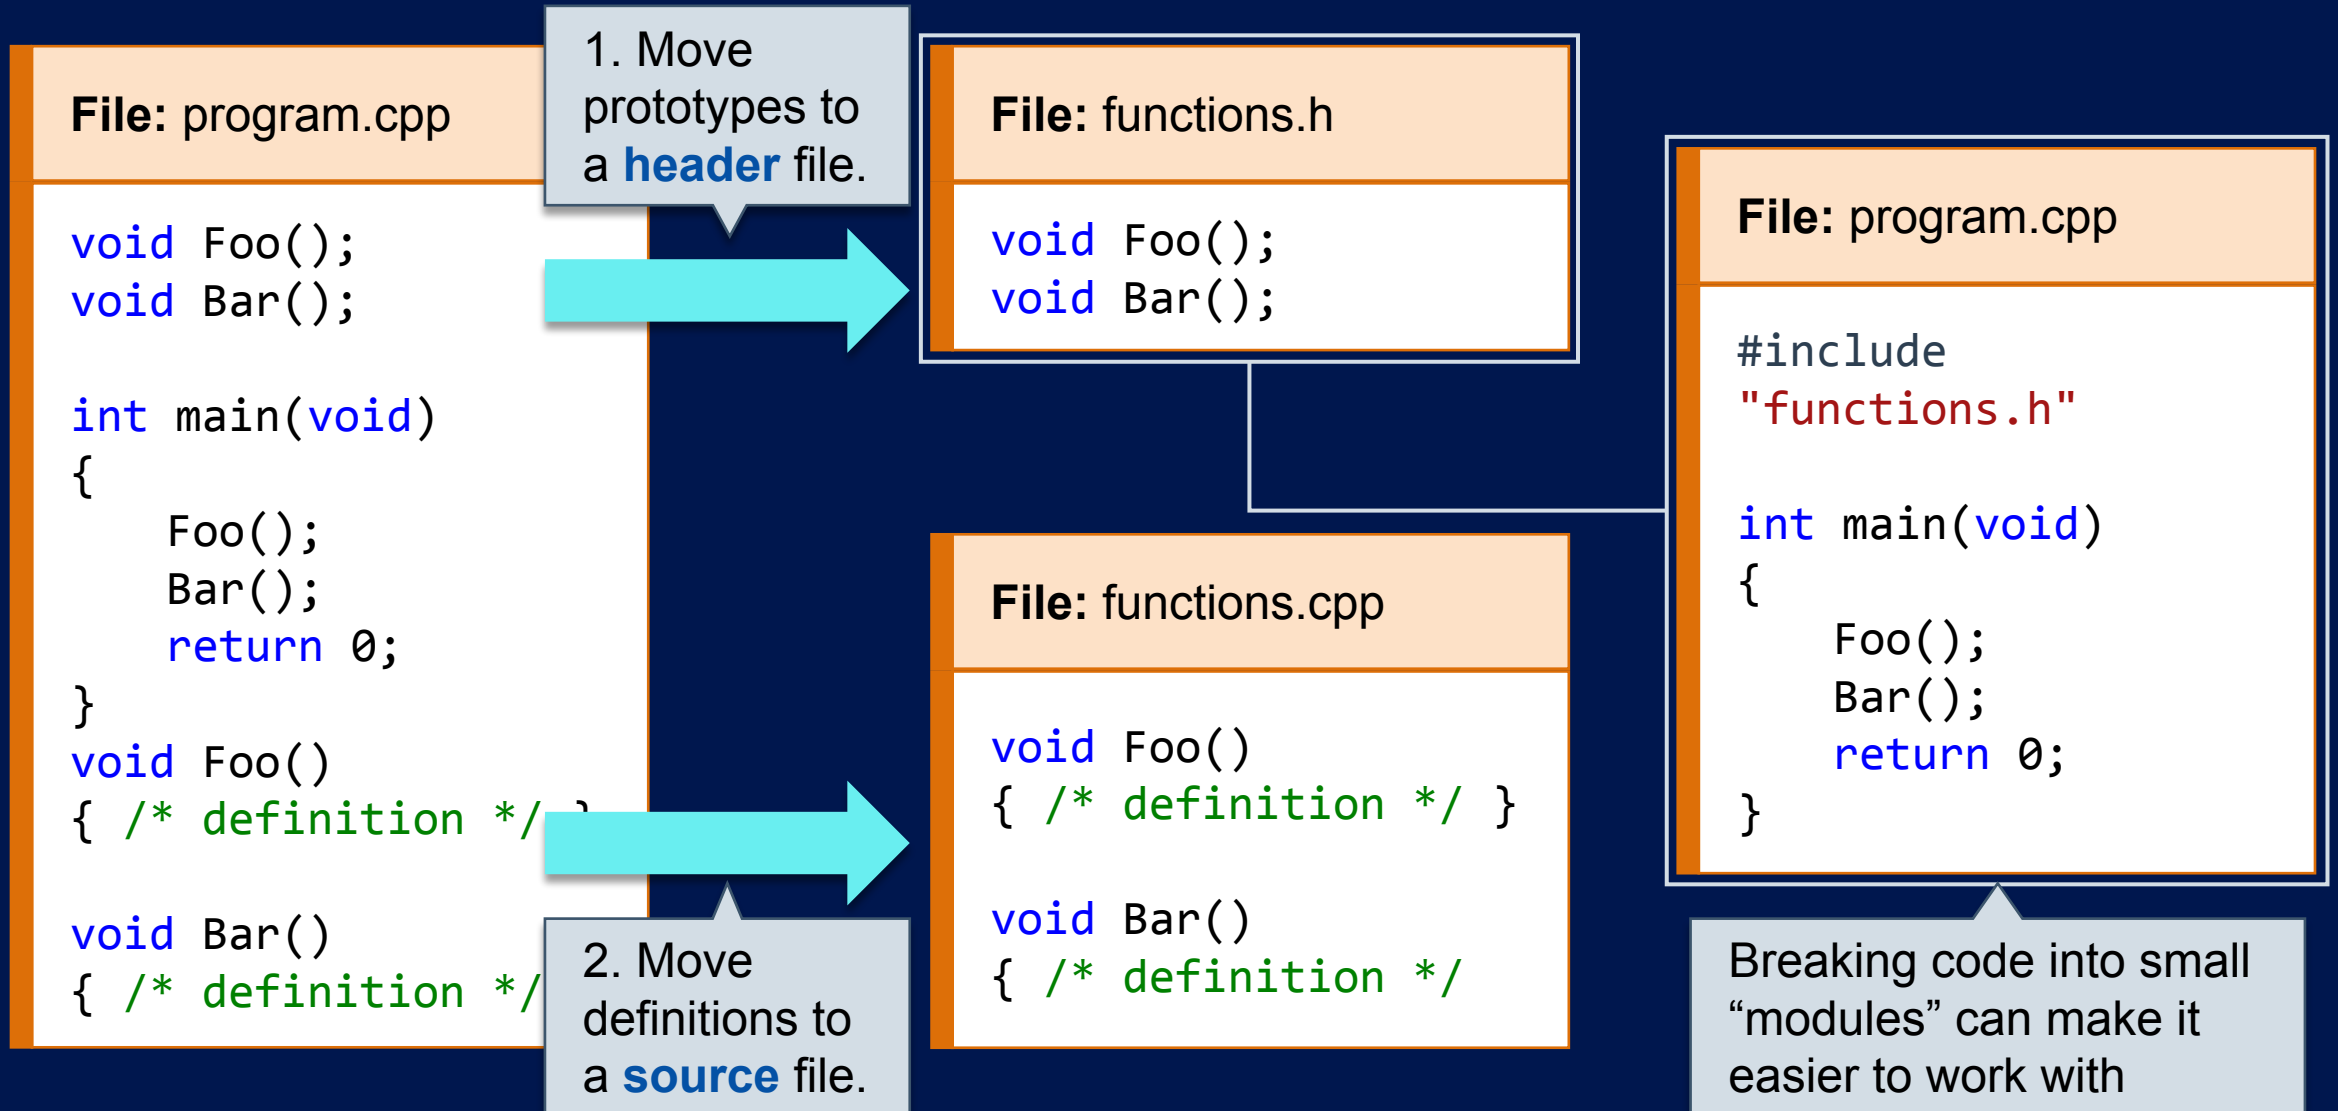 File: program.cpp
void Foo();
void Bar();
int main(void)
{
Foo();
Bar();
return 0;
}
void Foo()
{ /* definition */ }
void Bar()
{ /* definition */
1. Move
prototypes to
a header file.
2. Move
definitions to
a source file.
File: functions.h
void Foo();
void Bar();
File: functions.cpp
void Foo()
{ /* definition */ }
void Bar()
{ /* definition */
File: program.cpp
#include
"functions.h"
int main(void)
{
Foo();
Bar();
return 0;
}
Breaking code into small
“modules” can make it
easier to work with